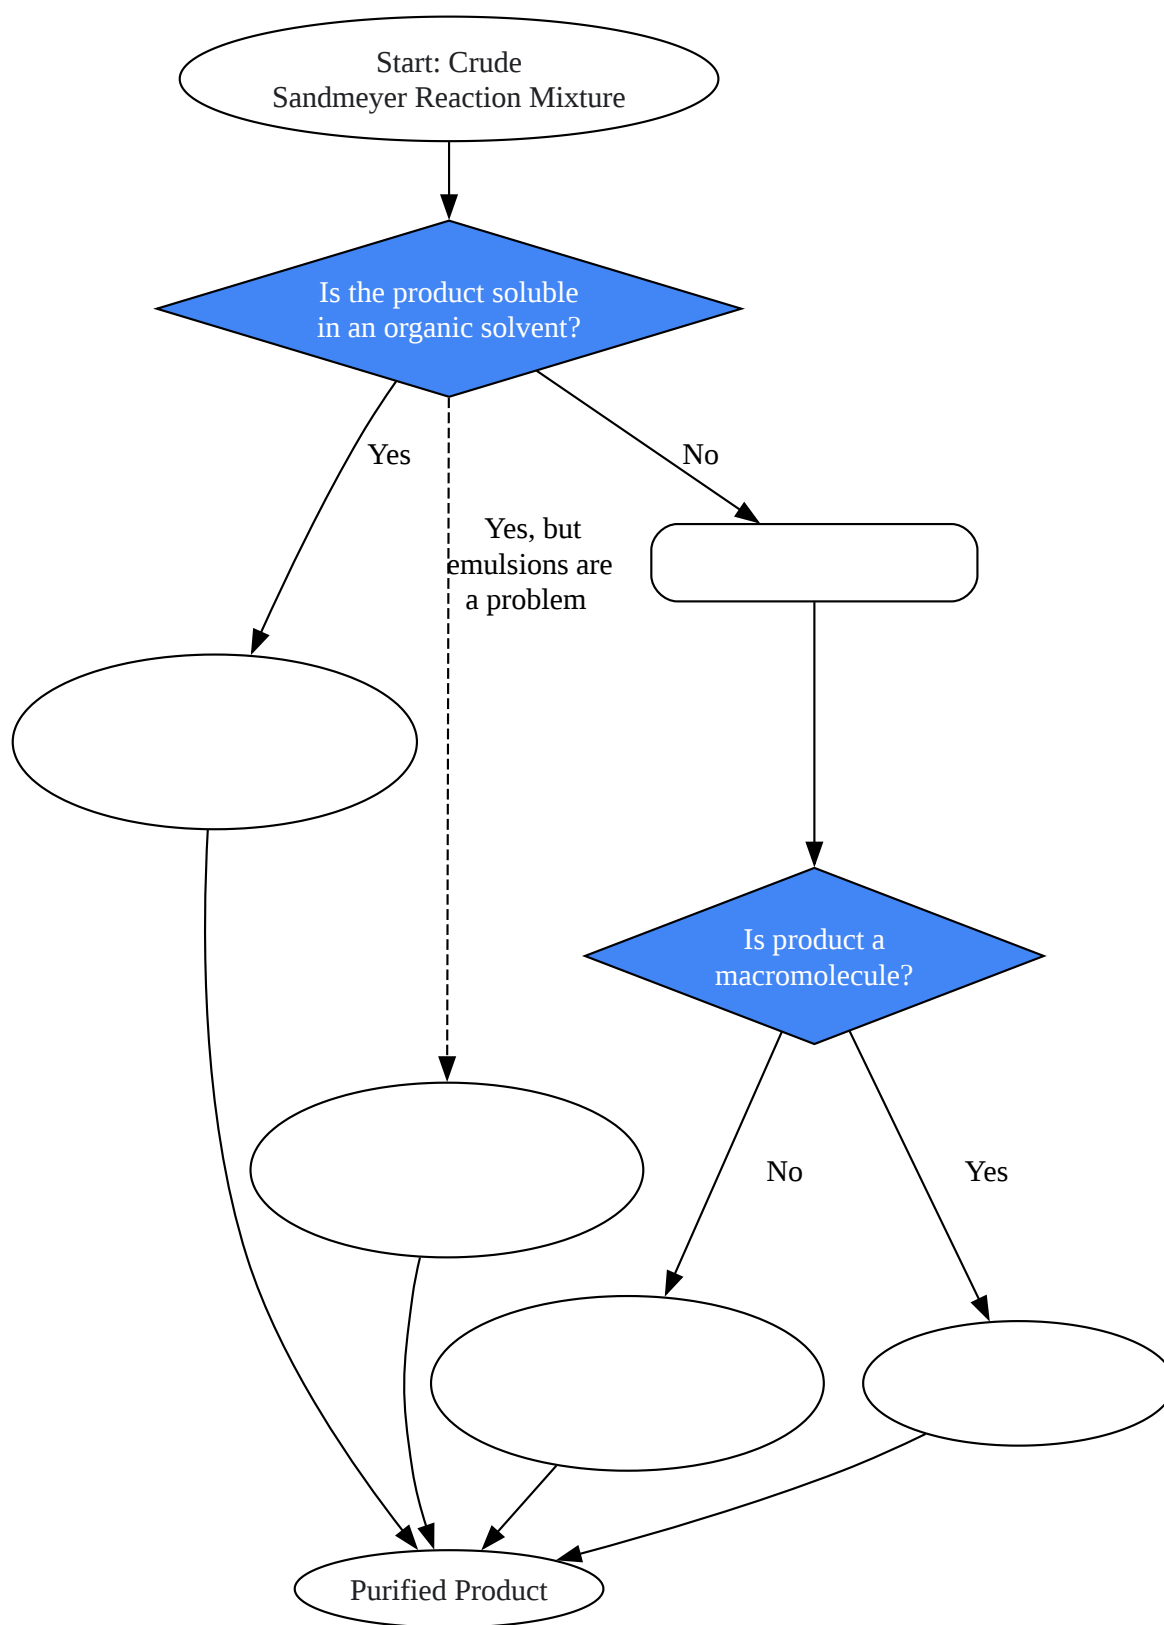 Start: Crude
Sandmeyer Reaction Mixture
Is the product soluble
in an organic solvent?
Yes
No
Yes, but
emulsions are
a problem
Is product a
macromolecule?
No
Yes
Purified Product